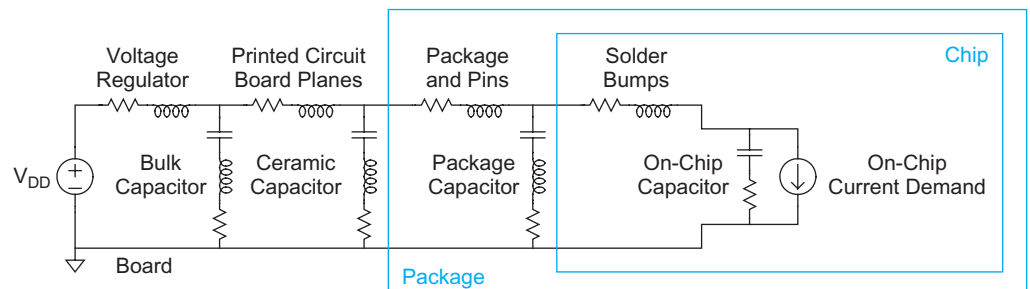 Voltage
Regulator
Printed Circuit
Board Planes
Package
and Pins
Solder
Bumps
Chip
V_DD
Bulk
Capacitor
Ceramic
Capacitor
Package
Capacitor
On-Chip
Capacitor
On-Chip
Current Demand
Board
Package